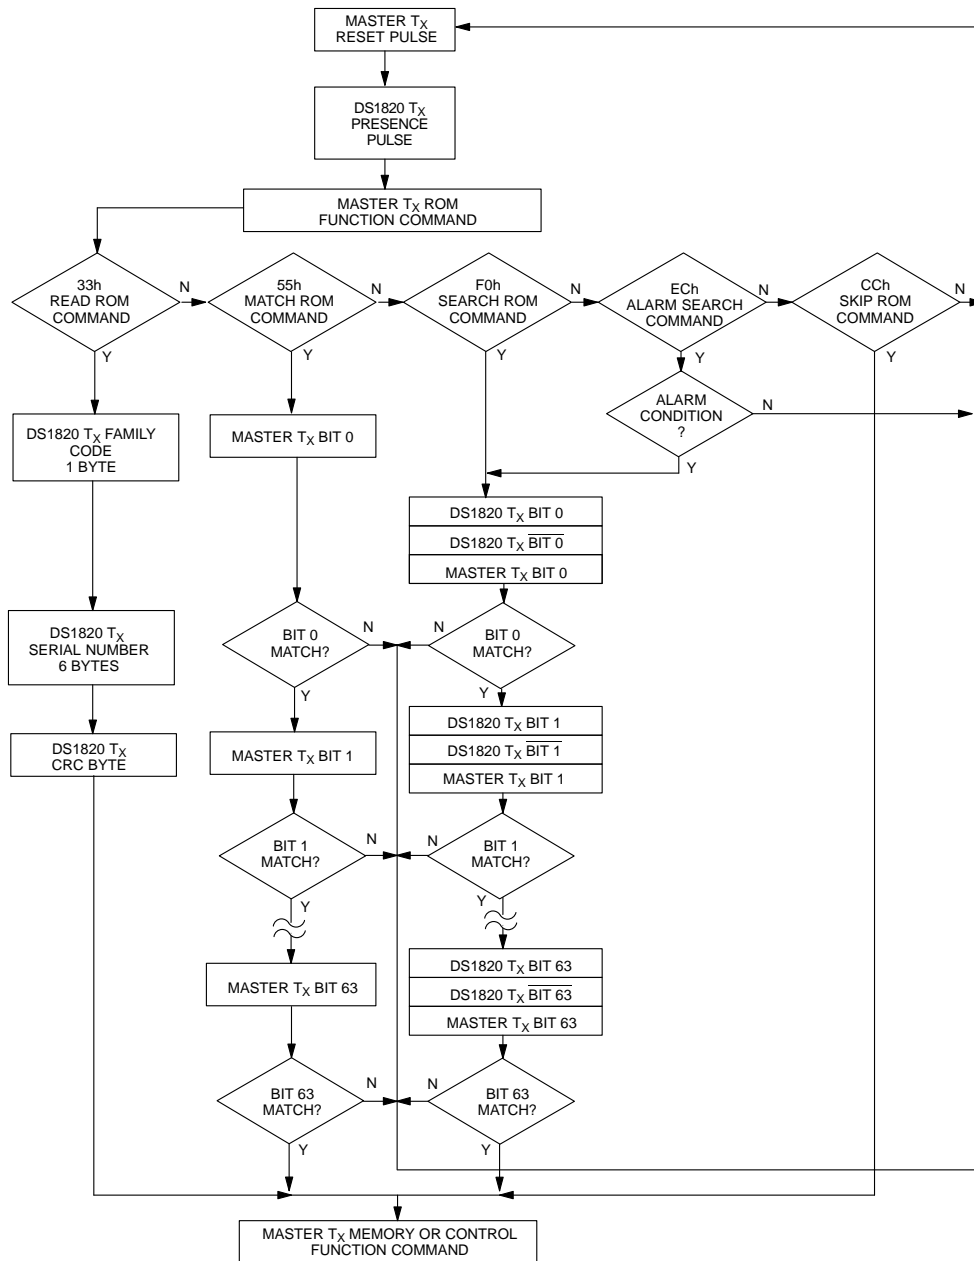 MASTER TX
RESET PULSE
DS1820 TX
PRESENCE
PULSE
MASTER TX ROM
FUNCTION COMMAND
33h
READ ROM
COMMAND
N
Y
55h
MATCH ROM
COMMAND
N
Y
F0h
SEARCH ROM
COMMAND
N
Y
ECh
ALARM SEARCH
COMMAND
N
Y
CCh
SKIP ROM
COMMAND
N
Y
ALARM
CONDITION
?
N
Y
DS1820 TX FAMILY
CODE
1 BYTE
DS1820 TX
SERIAL NUMBER
6 BYTES
DS1820 TX
CRC BYTE
MASTER TX BIT 0
BIT 0
MATCH?
N
Y
MASTER TX BIT 1
BIT 1
MATCH?
N
Y
MASTER TX BIT 63
BIT 63
MATCH?
N
Y
DS1820 TX BIT 0
DS1820 TX BIT 0
MASTER TX BIT 0
BIT 0
MATCH?
N
Y
DS1820 TX BIT 1
DS1820 TX BIT 1
MASTER TX BIT 1
BIT 1
MATCH?
N
Y
DS1820 TX BIT 63
DS1820 TX BIT 63
MASTER TX BIT 63
BIT 63
MATCH?
N
Y
MASTER TX MEMORY OR CONTROL
FUNCTION COMMAND